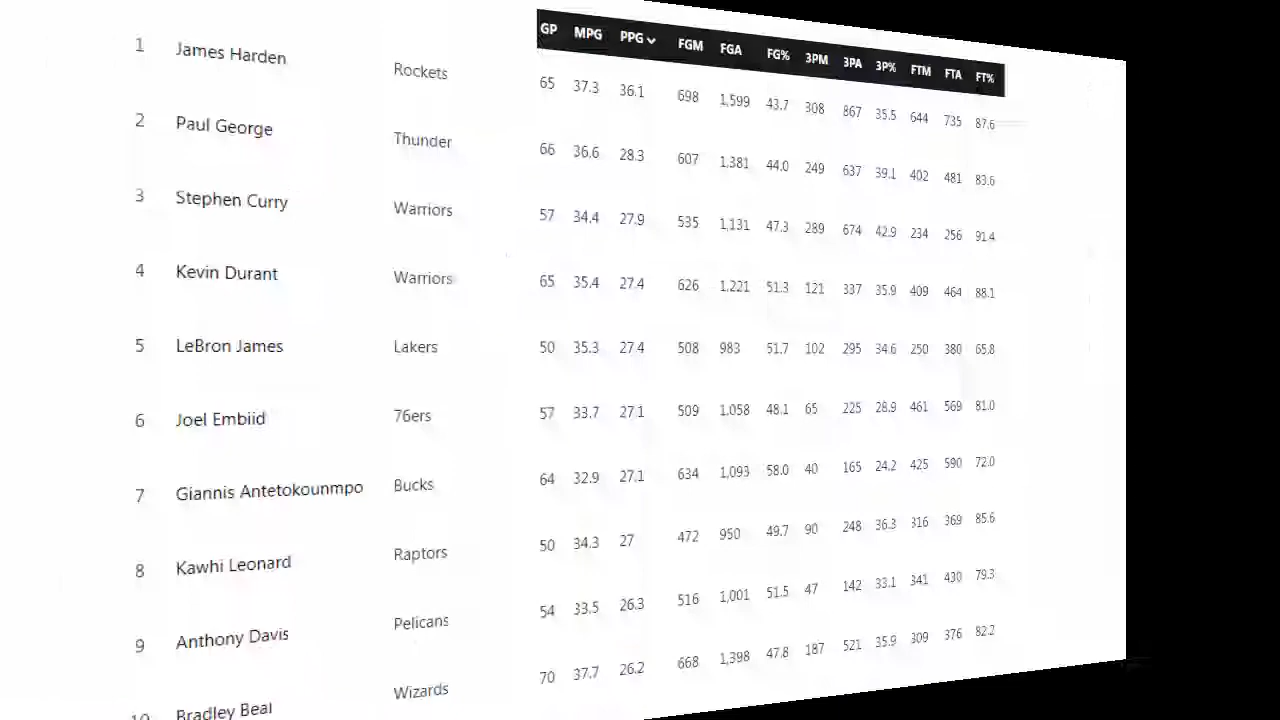 GP MPG PPG FGM FGA FG% 3PM 3PA 3P% FTM FTA FT%
1 James Harden Rockets 65 37.3 36.1 698 1,599 43.7 308 867 35.5 644 735 87.6
2 Paul George Thunder 66 36.6 28.3 607 1,381 44.0 249 637 39.1 402 481 83.6
3 Stephen Curry Warriors 57 34.4 27.9 535 1,131 47.3 289 674 42.9 234 256 91.4
4 Kevin Durant Warriors 65 35.4 27.4 626 1,221 51.3 121 337 35.9 409 464 88.1
5 LeBron James Lakers 50 35.3 27.4 508 983 51.7 102 295 34.6 250 380 65.8
6 Joel Embiid 76ers 57 33.7 27.1 509 1,058 48.1 65 225 28.9 461 569 81.0
7 Giannis Antetokounmpo Bucks 64 32.9 27.1 634 1,093 58.0 40 165 24.2 425 590 72.0
8 Kawhi Leonard Raptors 50 34.3 27 472 950 49.7 90 248 36.3 316 369 85.6
9 Anthony Davis Pelicans 54 33.5 26.3 516 1,001 51.5 47 142 33.1 341 430 79.3
10 Bradley Beal Wizards 70 37.7 26.2 668 1,398 47.8 187 521 35.9 309 376 82.2